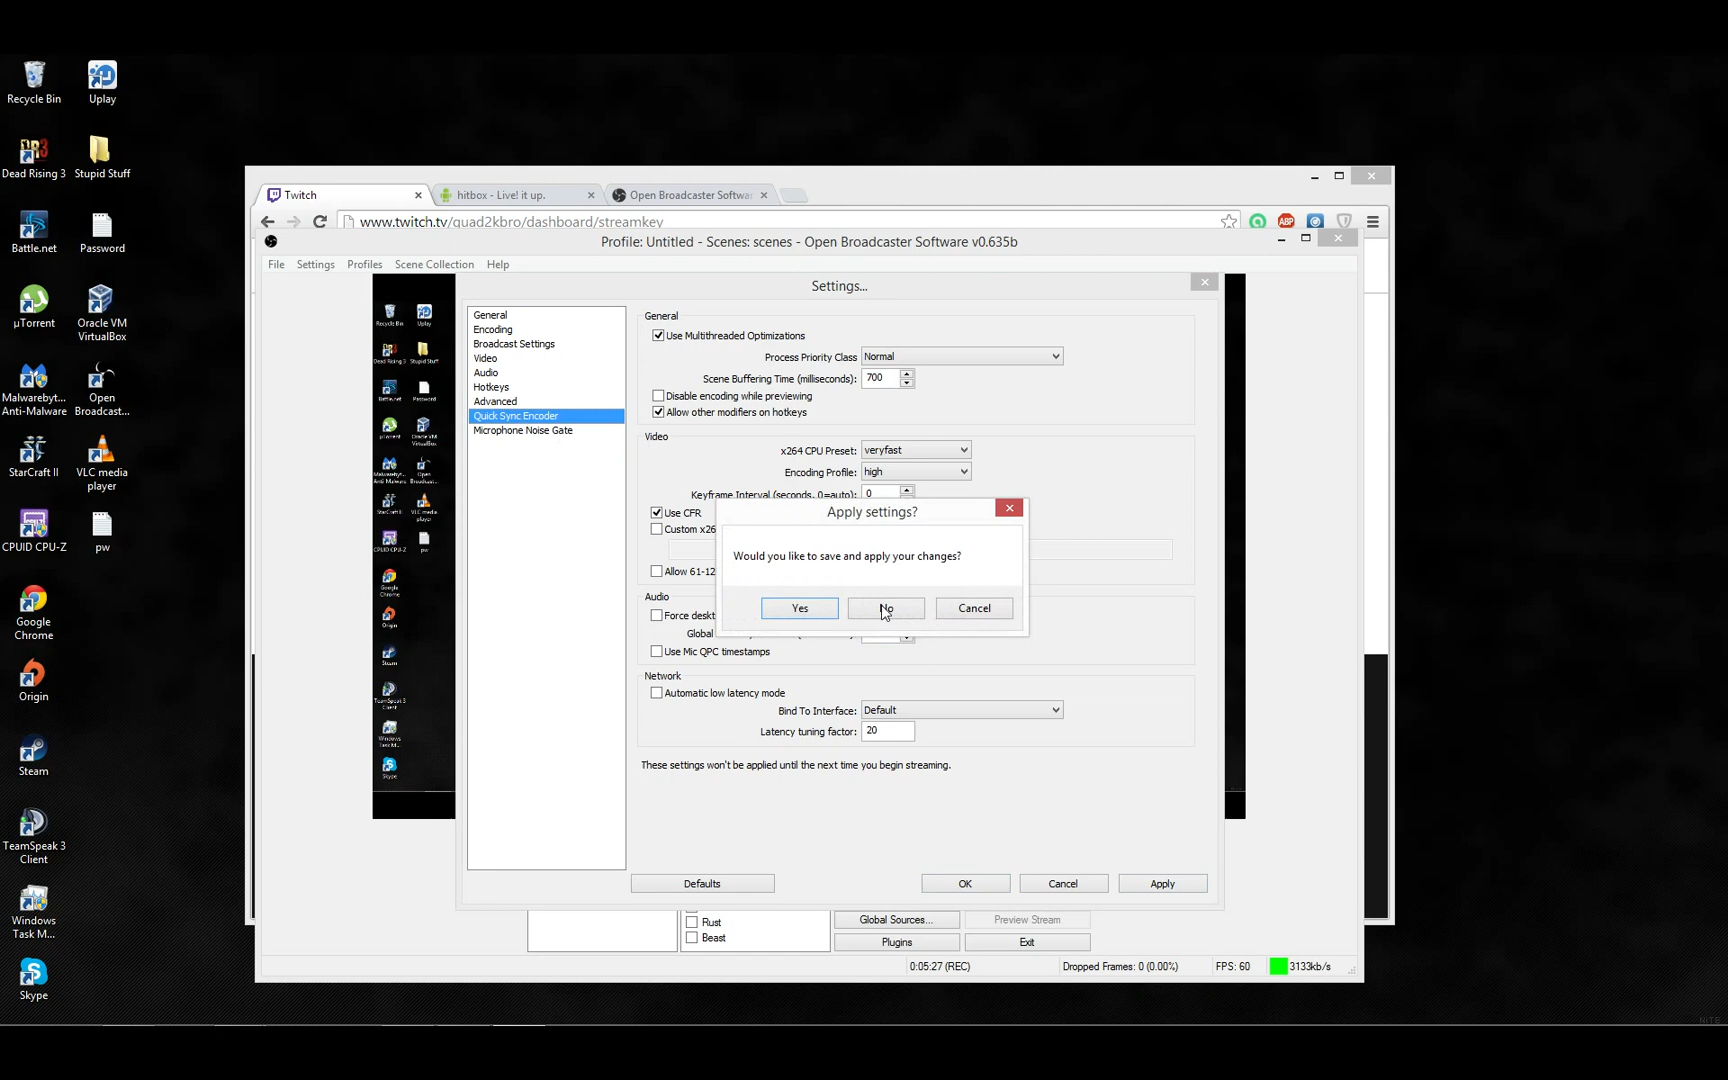 Recycle Bin
Uplay
Dead Rising 3
Stupid Stuff
Battle.net
Password
µTorrent
Oracle VM
VirtualBox
Malwarebyt...
Anti-Malware
Open
Broadcast...
StarCraft II
VLC media
player
CPUID CPU-Z
pw
Google
Chrome
Origin
Steam
TeamSpeak 3
Client
Windows
Task M...
Skype
Twitch
hitbox - Live! it up.
Open Broadcaster Softwa
www.twitch.tv/quad2kbro/dashboard/streamkey
ABP
Profile: Untitled - Scenes: scenes - Open Broadcaster Software v0.635b
File Settings Profiles Scene Collection Help
Settings...
General
Encoding
Broadcast Settings
Video
Audio
Hotkeys
Advanced
Quick Sync Encoder
Microphone Noise Gate
General
Use Multithreaded Optimizations
Process Priority Class Normal
Scene Buffering Time (milliseconds): 700
Disable encoding while previewing
Allow other modifiers on hotkeys
Video
x264 CPU Preset: veryfast
Encoding Profile: high
Keyframe Interval (seconds, 0=auto): 0
Use CFR
Custom x26
Allow 61-12
Apply settings?
Would you like to save and apply your changes?
Yes No Cancel
Audio
Force deskt
Global
Use Mic QPC timestamps
Network
Automatic low latency mode
Bind To Interface: Default
Latency tuning factor: 20
These settings won't be applied until the next time you begin streaming.
Defaults OK Cancel Apply
Rust
Beast
Global Sources... Preview Stream
Plugins Exit
0:05:27 (REC) Dropped Frames: 0 (0.00%) FPS: 60 3133kb/s